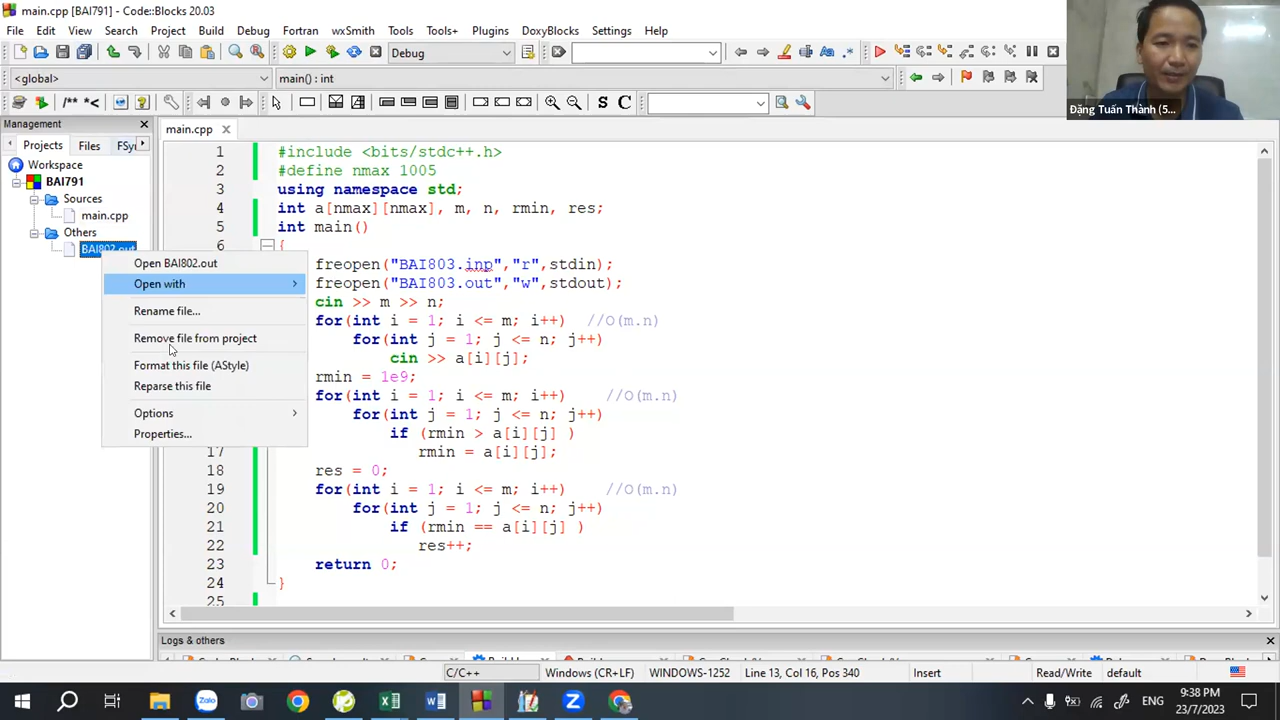 main.cpp [BAI791] - Code::Blocks 20.03
File Edit View Search Project Build Debug Fortran wxSmith Tools Tools+ Plugins DoxyBlocks Settings Help
Debug
<global>
main() : int
/** *<
S C
Đặng Tuấn Thành (5...
Management
Projects Files FSy
Workspace
BAI791
Sources
main.cpp
Others
BAI802.out
Open BAI802.out
Open with
Rename file...
Remove file from project
Format this file (AStyle)
Reparse this file
Options
Properties...
main.cpp
1 #include <bits/stdc++.h>
2 #define nmax 1005
3 using namespace std;
4 int a[nmax][nmax], m, n, rmin, res;
5 int main()
6 {
freopen("BAI803.inp","r",stdin);
freopen("BAI803.out","w",stdout);
cin >> m >> n;
for(int i = 1; i <= m; i++) //O(m.n)
for(int j = 1; j <= n; j++)
cin >> a[i][j];
rmin = 1e9;
for(int i = 1; i <= m; i++) //O(m.n)
for(int j = 1; j <= n; j++)
if (rmin > a[i][j] )
17 rmin = a[i][j];
18 res = 0;
19 for(int i = 1; i <= m; i++) //O(m.n)
20 for(int j = 1; j <= n; j++)
21 if (rmin == a[i][j] )
22 res++;
23 return 0;
24 }
25
Logs & others
C/C++ Windows (CR+LF) WINDOWS-1252 Line 13, Col 16, Pos 340 Insert Read/Write default
Zalo
ENG
9:38 PM
23/7/2023